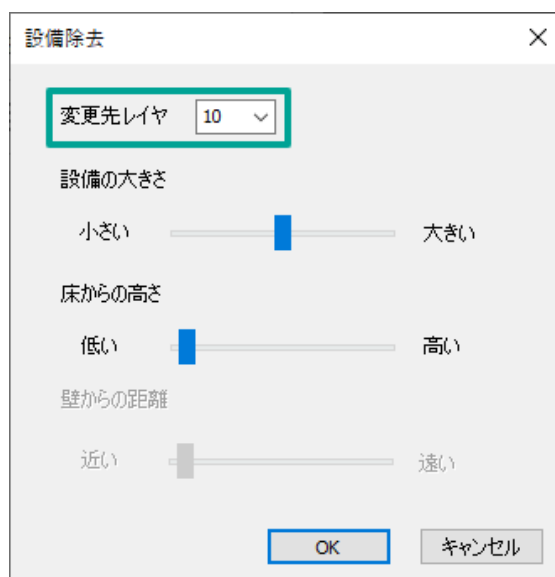 設備除去
変更先レイヤ 10
設備の大きさ
小さい 大きい
床からの高さ
低い 高い
壁からの距離
近い 遠い
OK キャンセル